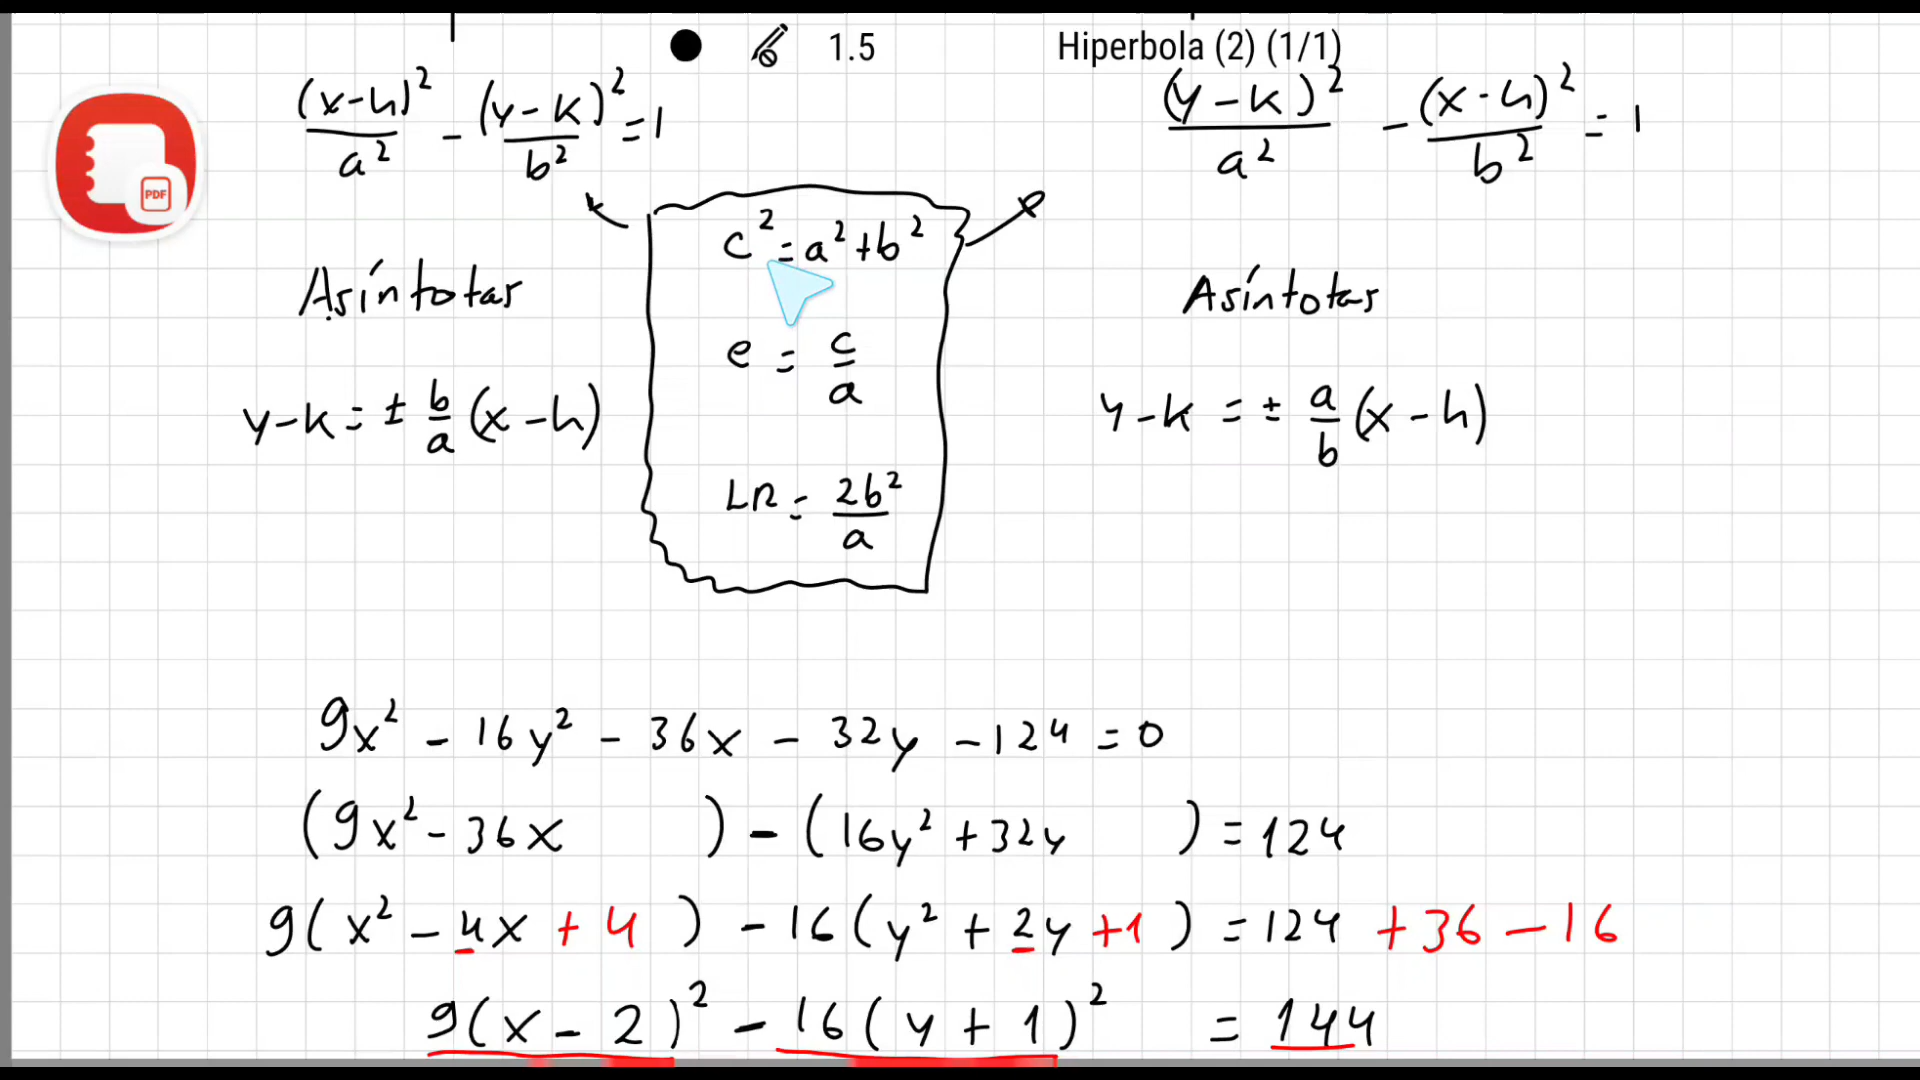 1.5 Hiperbola (2) (1/1)
(x-h)²/a² - (y-k)²/b² = 1
(y-k)²/a² - (x-h)²/b² = 1
PDF
c² = a² + b²
Asíntotas
Asíntotas
e = c/a
y-k = ± b/a (x-h)
y-k = ± a/b (x-h)
LR = 2b²/a
9x² - 16y² - 36x - 32y - 124 = 0
(9x² - 36x ) - (16y² + 32y ) = 124
9(x² - 4x + 4 ) - 16(y² + 2y + 1 ) = 124 + 36 - 16
9(x - 2)² - 16(y + 1)² = 144